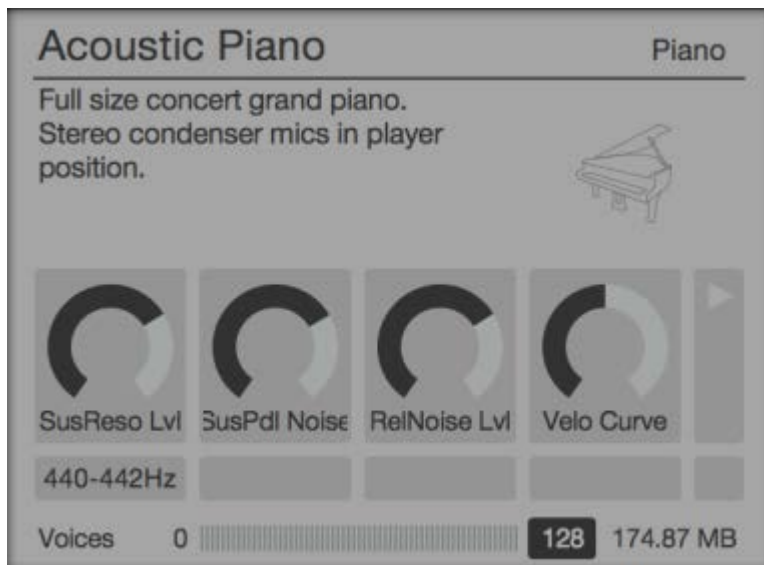 Acoustic Piano Piano
Full size concert grand piano.
Stereo condenser mics in player
position.
SusReso Lvl SusPdl Noise RelNoise Lvl Velo Curve
440-442Hz
Voices 0 128 174.87 MB